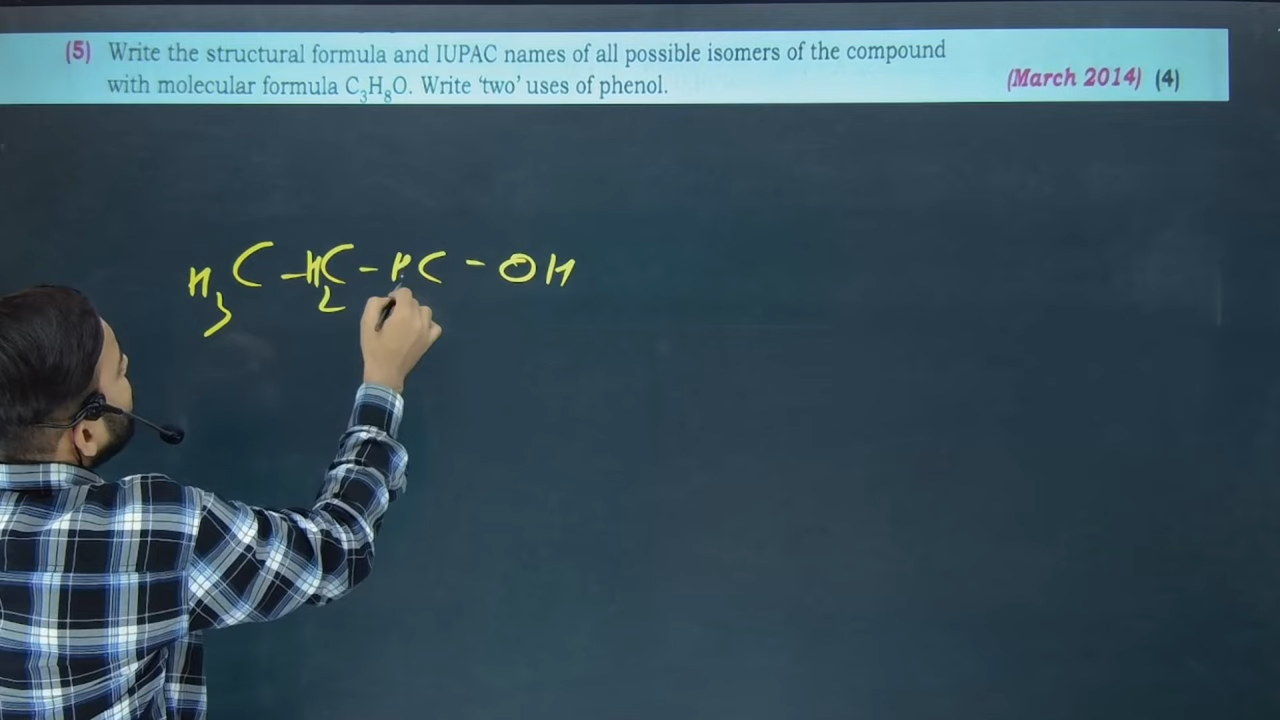 (5) Write the structural formula and IUPAC names of all possible isomers of the compound
with molecular formula C₃H₈O. Write ‘two’ uses of phenol.
(March 2014) (4)
H₃C – H₂C – HC – OH